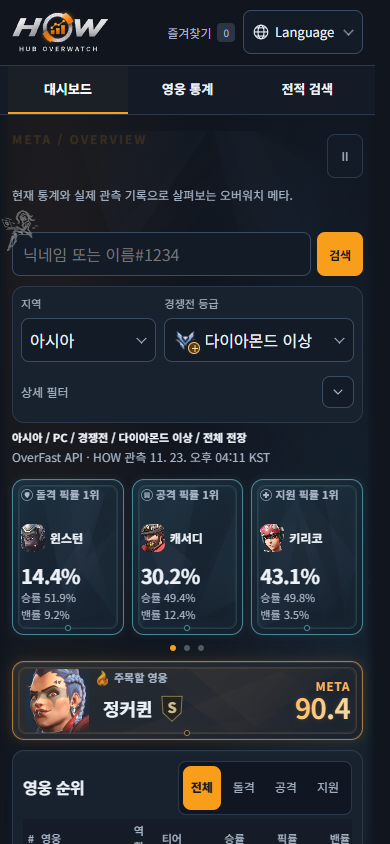 HOW
HUB OVERWATCH
즐겨찾기 0
Language
대시보드 영웅 통계 전적 검색
META / OVERVIEW
현재 통계와 실제 관측 기록으로 살펴보는 오버워치 메타.
닉네임 또는 이름#1234 검색
지역 경쟁전 등급
아시아 다이아몬드 이상
상세 필터
아시아 / PC / 경쟁전 / 다이아몬드 이상 / 전체 전장
OverFast API · HOW 관측 11. 23. 오후 04:11 KST
돌격 픽률 1위 공격 픽률 1위 지원 픽률 1위
윈스턴 캐서디 키리코
14.4% 30.2% 43.1%
승률 51.9% 승률 49.4% 승률 49.8%
밴률 9.2% 밴률 12.4% 밴률 3.5%
주목할 영웅
META
정커퀸 S 90.4
영웅 순위 전체 돌격 공격 지원
# 영웅 역할 티어 승률 픽률 밴률